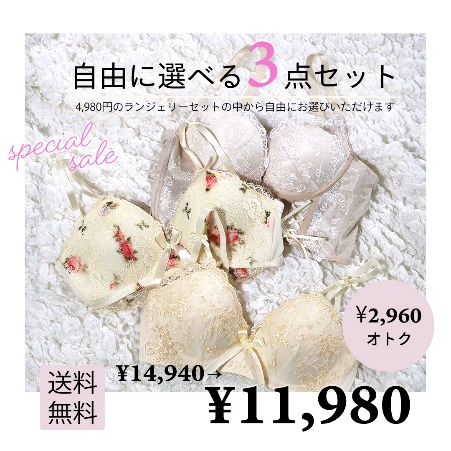 自由に選べる3点セット
4,980円のランジェリーセットの中から自由にお選びいただけます
special
sale
¥2,960
オトク
¥14,940→
¥11,980
送料
無料